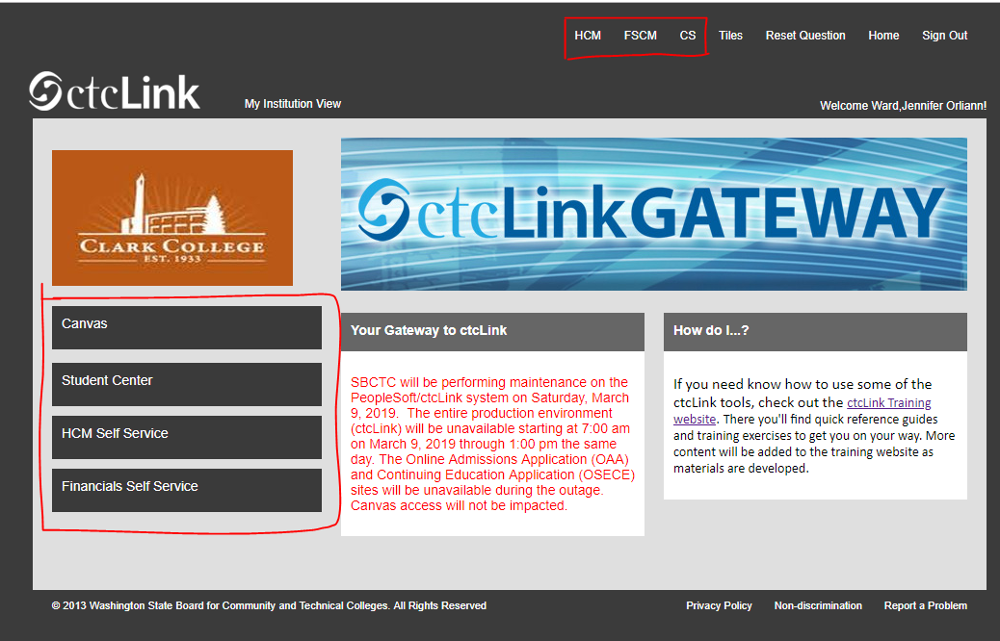 HCM FSCM CS Tiles Reset Question Home Sign Out
ctcLink
My Institution View
Welcome Ward,Jennifer Orliann!
CLARK COLLEGE
EST. 1933
ctcLinkGATEWAY
Canvas
Student Center
HCM Self Service
Financials Self Service
Your Gateway to ctcLink
SBCTC will be performing maintenance on the
PeopleSoft/ctcLink system on Saturday, March
9, 2019. The entire production environment
(ctcLink) will be unavailable starting at 7:00 am
on March 9, 2019 through 1:00 pm the same
day. The Online Admissions Application (OAA)
and Continuing Education Application (OSECE)
sites will be unavailable during the outage.
Canvas access will not be impacted.
How do I...?
If you need know how to use some of the
ctcLink tools, check out the ctcLink Training
website. There you'll find quick reference guides
and training exercises to get you on your way. More
content will be added to the training website as
materials are developed.
© 2013 Washington State Board for Community and Technical Colleges. All Rights Reserved
Privacy Policy Non-discrimination Report a Problem